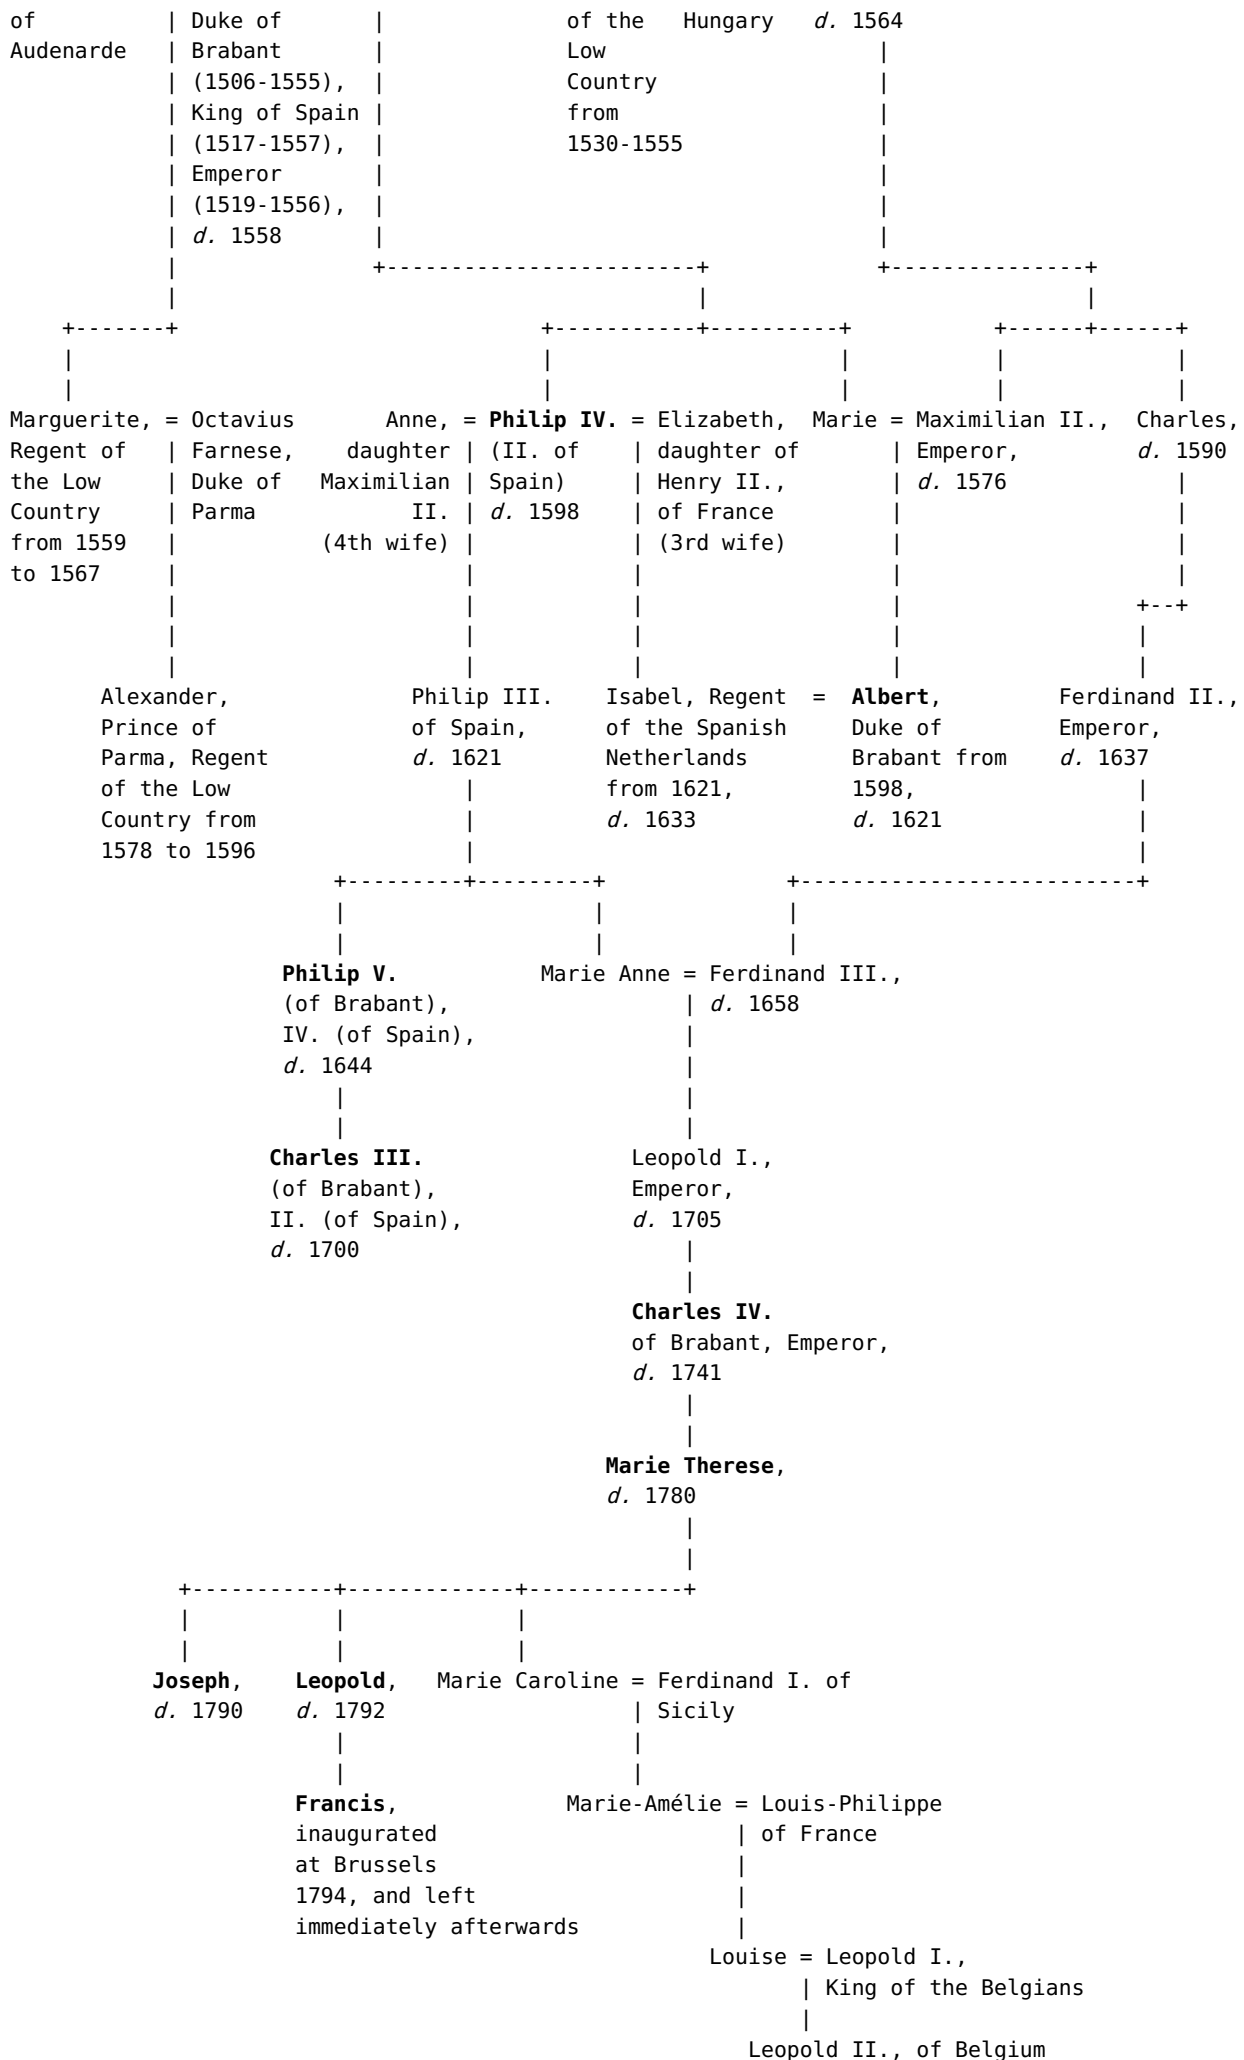 of          | Duke of       |              of the   Hungary   d. 1564
Audenarde   | Brabant       |              Low                  |
            | (1506-1555),  |              Country              |
            | King of Spain |              from                 |
            | (1517-1557),  |              1530-1555            |
            | Emperor       |                                   |
            | (1519-1556),  |                                   |
            | d. 1558       |                                   |
            |               +------------------------+             +---------------+
            |                                        |                             |
    +-------+                            +-----------+----------+           +------+------+
    |                                    |                      |           |             |
    |                                    |                      |           |             |
Marguerite, = Octavius       Anne, = Philip IV. = Elizabeth,  Marie = Maximilian II.,  Charles,
Regent of   | Farnese,    daughter | (II. of    | daughter of       | Emperor,         d. 1590
the Low     | Duke of   Maximilian | Spain)     | Henry II.,        | d. 1576             |
Country     | Parma            II. | d. 1598    | of France         |                     |
from 1559   |           (4th wife) |            | (3rd wife)        |                     |
to 1567     |                      |            |                   |                     |
            |                      |            |                   |                  +--+
            |                      |            |                   |                  |
            |                      |            |                   |                  |
       Alexander,              Philip III.    Isabel, Regent  =  Albert,         Ferdinand II.,
       Prince of               of Spain,      of the Spanish     Duke of         Emperor,
       Parma, Regent           d. 1621        Netherlands        Brabant from    d. 1637
       of the Low                  |          from 1621,         1598,                 |
       Country from                |          d. 1633            d. 1621               |
       1578 to 1596                |                                                   |
                         +---------+---------+              +--------------------------+
                         |                   |              |
                         |                   |              |
                     Philip V.           Marie Anne = Ferdinand III.,
                     (of Brabant),                  | d. 1658
                     IV. (of Spain),                |
                     d. 1644                        |
                         |                          |
                         |                          |
                    Charles III.                Leopold I.,
                    (of Brabant),               Emperor,
                    II. (of Spain),             d. 1705
                    d. 1700                         |
                                                    |
                                                Charles IV.
                                                of Brabant, Emperor,
                                                d. 1741
                                                    |
                                                    |
                                              Marie Therese,
                                              d. 1780
                                                    |
                                                    |
             +-----------+-------------+------------+
             |           |             |
             |           |             |
           Joseph,    Leopold,   Marie Caroline = Ferdinand I. of
           d. 1790    d. 1792                   | Sicily
                         |                      |
                         |                      |
                      Francis,             Marie-Amélie = Louis-Philippe
                      inaugurated                       | of France
                      at Brussels                       |
                      1794, and left                    |
                      immediately afterwards            |
                                                      Louise = Leopold I.,
                                                             | King of the Belgians
                                                             |
                                                         Leopold II., of Belgium